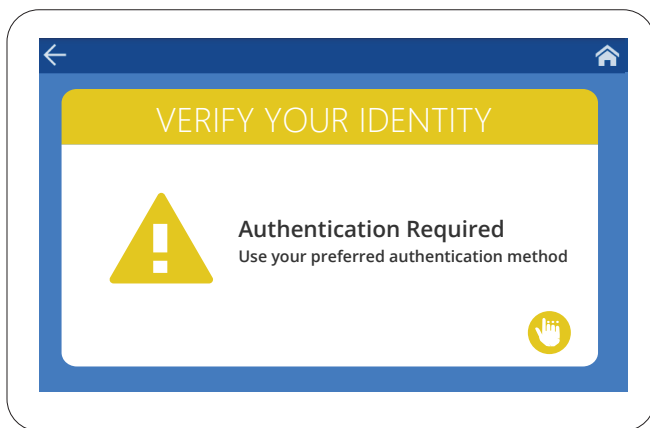 VERIFY YOUR IDENTITY
Authentication Required
Use your preferred authentication method